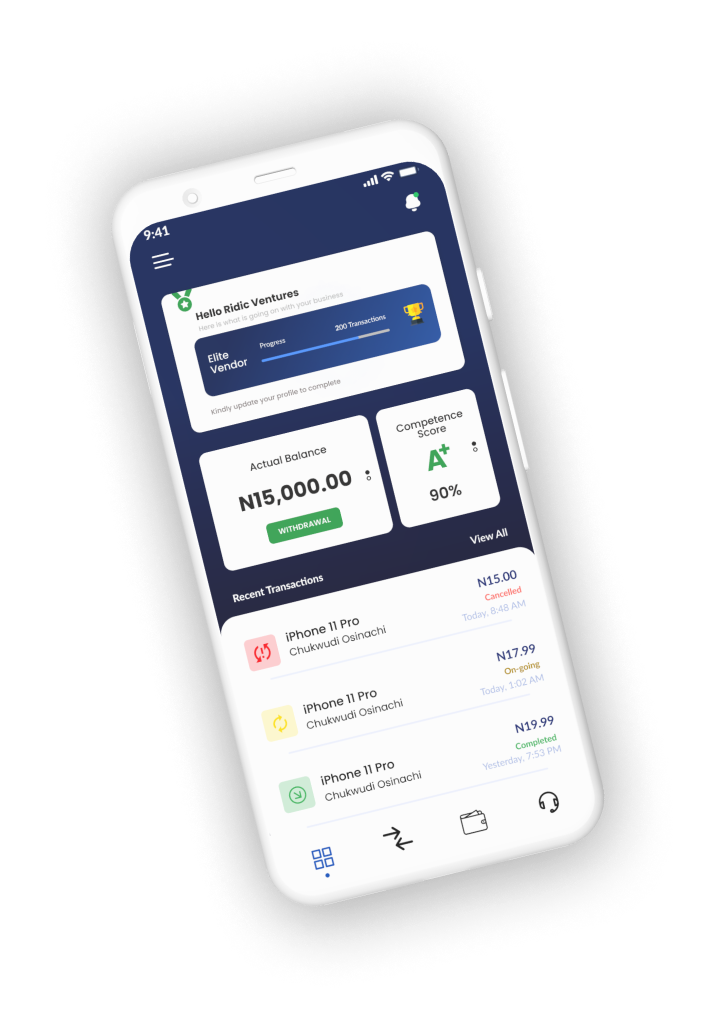 9:41
Hello Ridic Ventures
Here is what is going on with your business
Elite
Vendor
Progress
200 Transactions
Kindly update your profile to complete
Actual Balance
N15,000.00
WITHDRAWAL
Competence
Score
A+
90%
Recent Transactions
View All
iPhone 11 Pro
Chukwudi Osinachi
N15.00
Cancelled
Today, 8:48 AM
iPhone 11 Pro
Chukwudi Osinachi
N17.99
On-going
Today, 1:02 AM
iPhone 11 Pro
Chukwudi Osinachi
N19.99
Completed
Yesterday, 7:53 PM